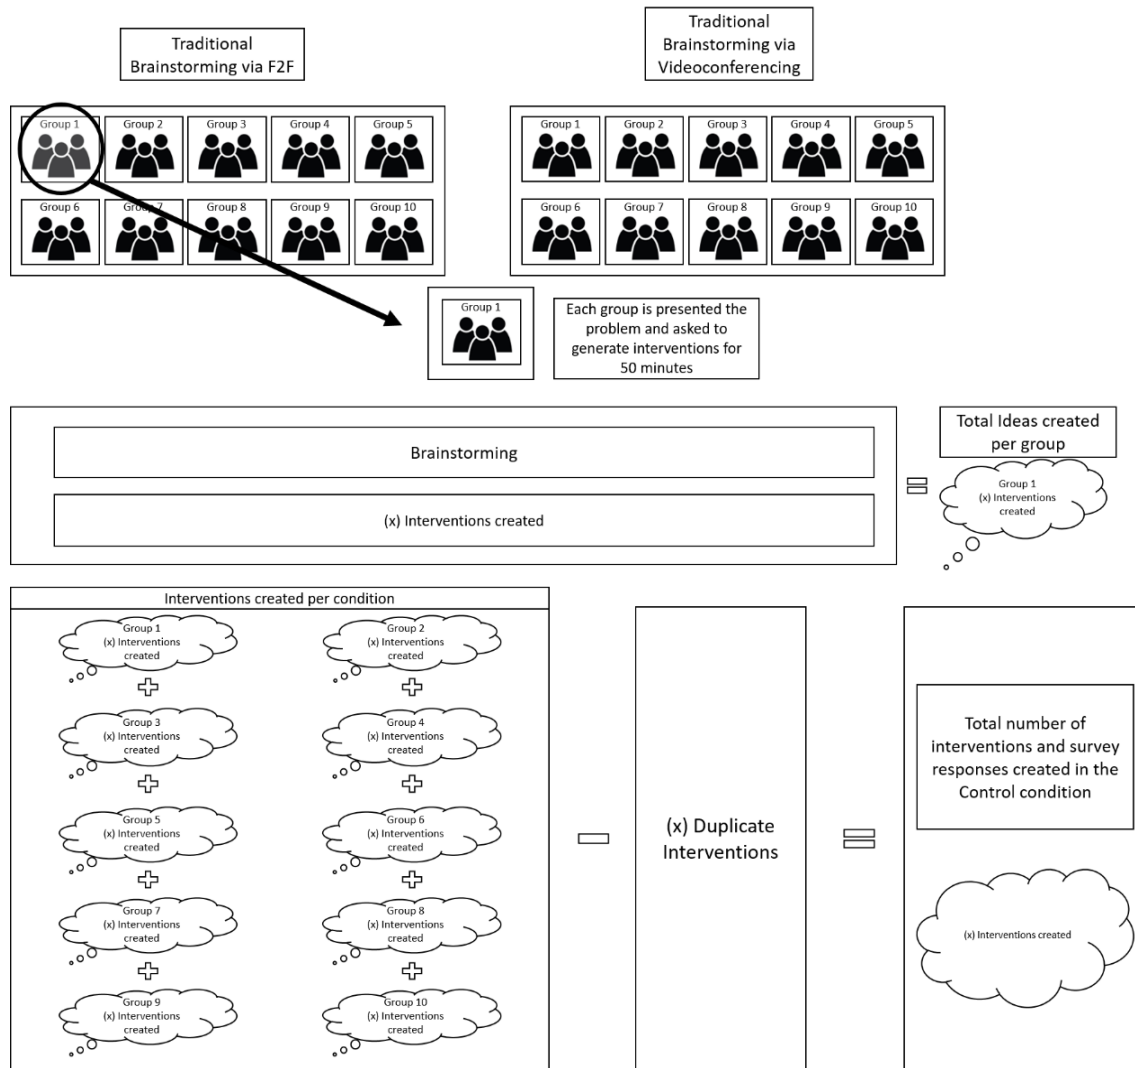 Traditional
Brainstorming via F2F
Traditional
Brainstorming via
Videoconferencing
Group 1
Group 2
Group 3
Group 4
Group 5
Group 6
Group 7
Group 8
Group 9
Group 10
Group 1
Group 2
Group 3
Group 4
Group 5
Group 6
Group 7
Group 8
Group 9
Group 10
Group 1
Each group is presented the
problem and asked to
generate interventions for
50 minutes
Brainstorming
(x) Interventions created
Total Ideas created
per group
Group 1
(x) Interventions
created
Interventions created per condition
Group 1
(x) Interventions
created
Group 2
(x) Interventions
created
Group 3
(x) Interventions
created
Group 4
(x) Interventions
created
Group 5
(x) Interventions
created
Group 6
(x) Interventions
created
Group 7
(x) Interventions
created
Group 8
(x) Interventions
created
Group 9
(x) Interventions
created
Group 10
(x) Interventions
created
(x) Duplicate
Interventions
Total number of
interventions and survey
responses created in the
Control condition
(x) Interventions created